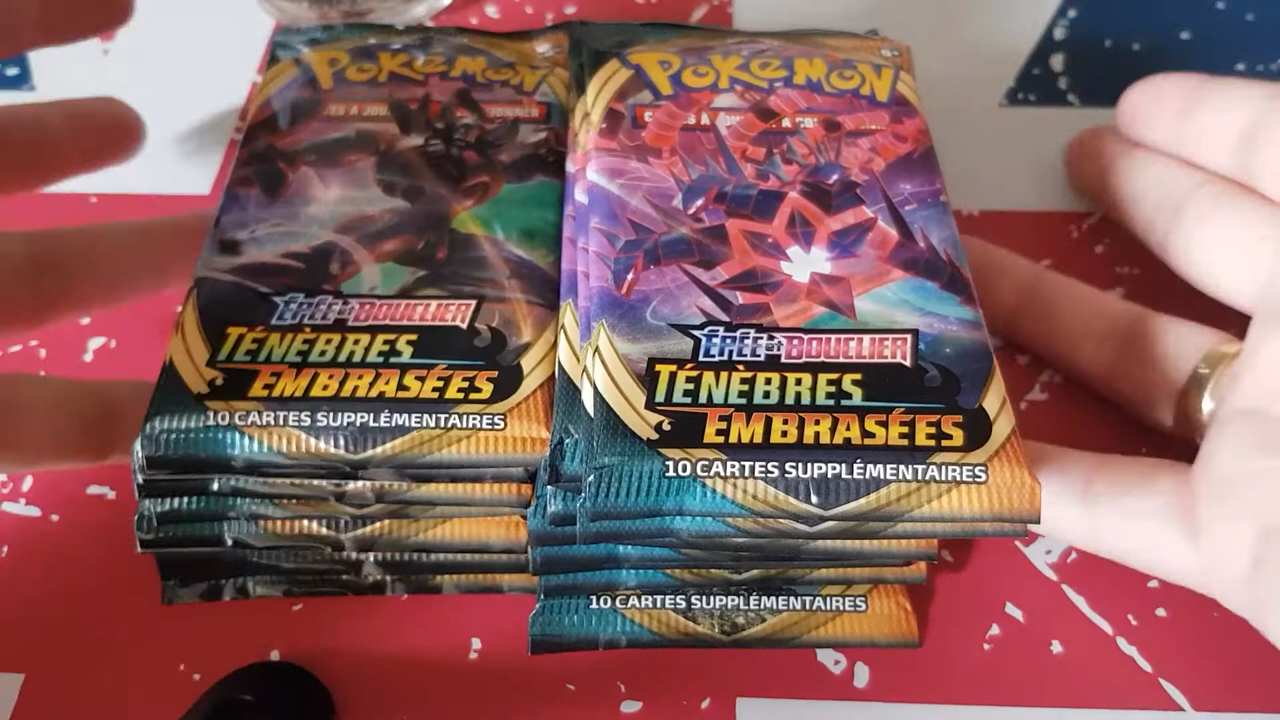 POKéMON
POKéMON
ÉPÉE et BOUCLIER
TÉNÈBRES
EMBRASÉES
10 CARTES SUPPLÉMENTAIRES
ÉPÉE et BOUCLIER
TÉNÈBRES
EMBRASÉES
10 CARTES SUPPLÉMENTAIRES
10 CARTES SUPPLÉMENTAIRES